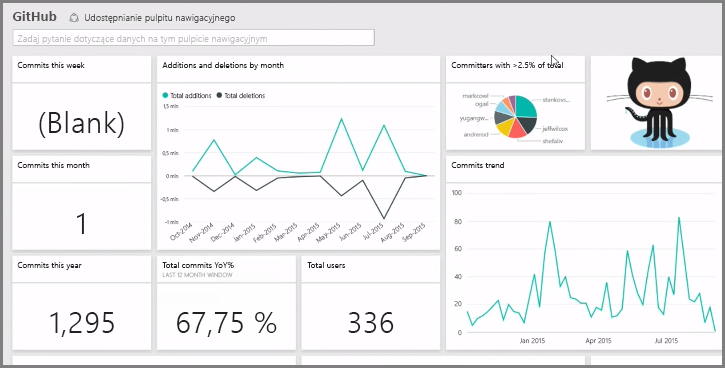 GitHub
Udostępnianie pulpitu nawigacyjnego
Zadaj pytanie dotyczące danych na tym pulpicie nawigacyjnym
Commits this week
(Blank)
Additions and deletions by month
Total additions
Total deletions
1,5 mln
1 mln
0,5 mln
0 mln
-0,5 mln
-1 mln
Oct-2014
Nov-2014
Dec-2014
Jan-2015
Feb-2015
Mar-2015
Apr-2015
May-2015
Jun-2015
Jul-2015
Aug-2015
Sep-2015
Committers with >2.5% of total
markcowl
ogail
yugangw...
andrerod
stankovs...
jeffwilcox
shefaliv
Commits this month
1
Commits trend
100
80
60
40
20
0
Jan 2015
Apr 2015
Jul 2015
Commits this year
1,295
Total commits YoY%
LAST 12 MONTH WINDOW
67,75 %
Total users
336